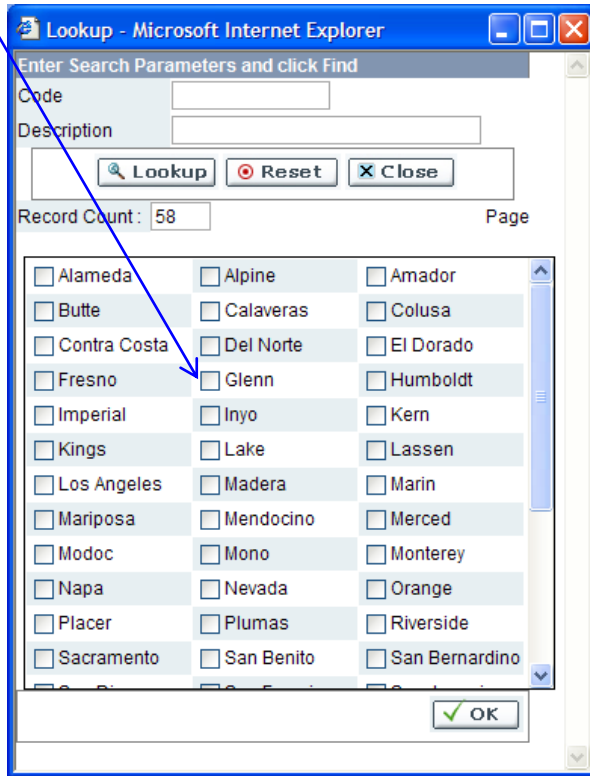 Lookup - Microsoft Internet Explorer
Enter Search Parameters and click Find
Code
Description
Lookup Reset Close
Record Count : 58 Page
Alameda Alpine Amador
Butte Calaveras Colusa
Contra Costa Del Norte El Dorado
Fresno Glenn Humboldt
Imperial Inyo Kern
Kings Lake Lassen
Los Angeles Madera Marin
Mariposa Mendocino Merced
Modoc Mono Monterey
Napa Nevada Orange
Placer Plumas Riverside
Sacramento San Benito San Bernardino
OK